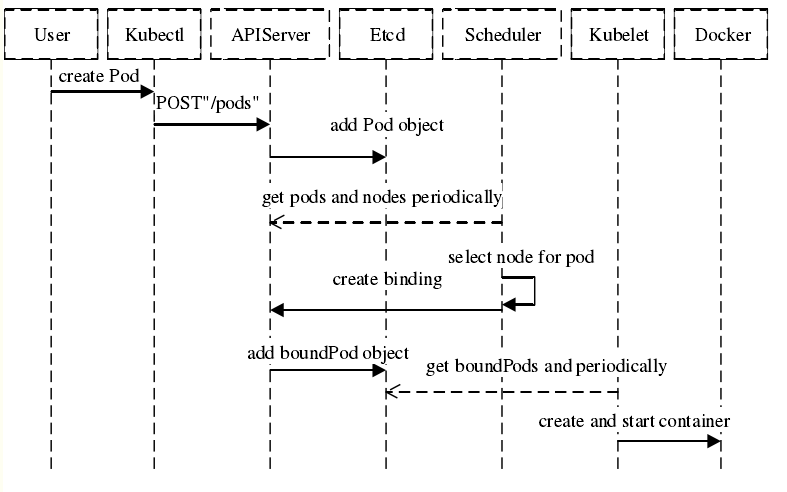 User
Kubectl
APIServer
Etcd
Scheduler
Kubelet
Docker
create Pod
POST"/pods"
add Pod object
get pods and nodes periodically
select node for pod
create binding
add boundPod object
get boundPods and periodically
create and start container